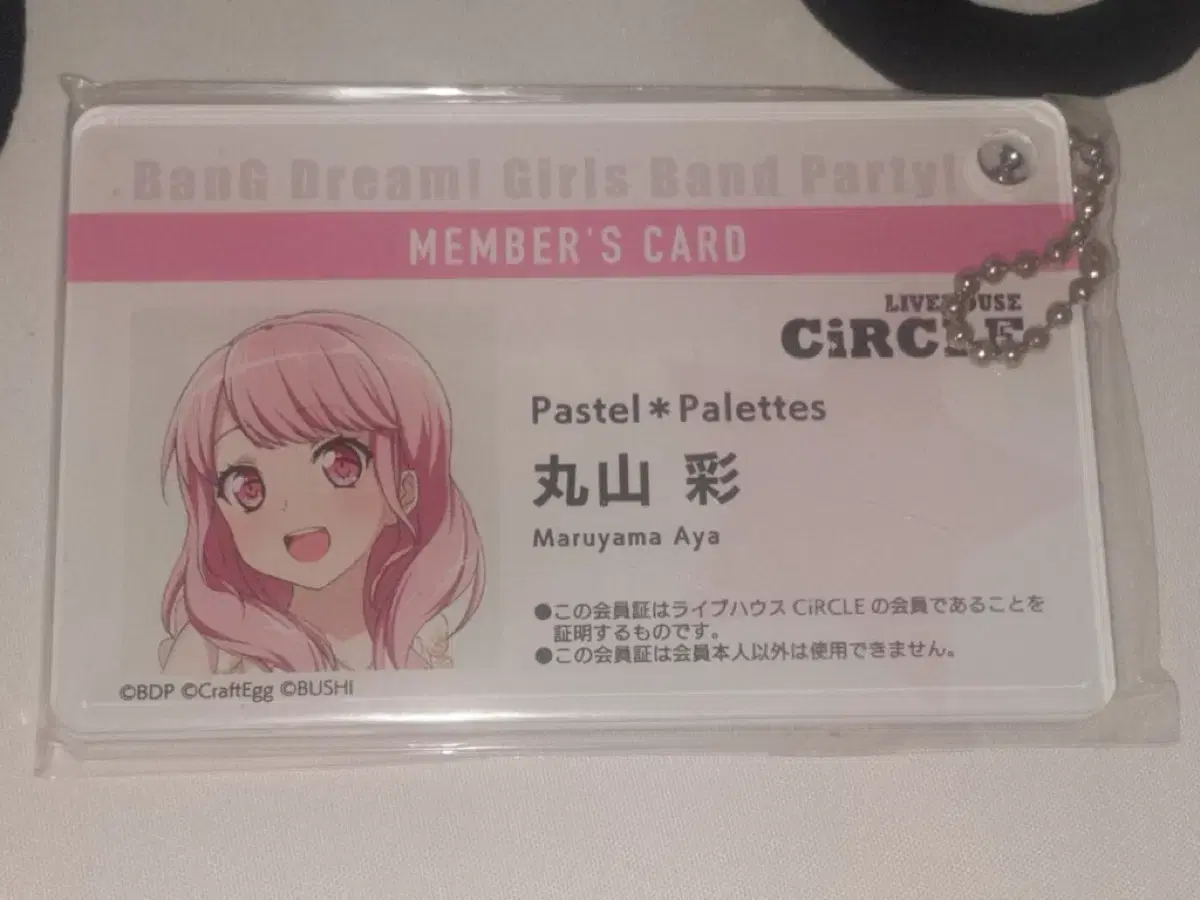 BanG Dream! Girls Band Party!
MEMBER'S CARD
LIVEHOUSE
CiRCLE
Pastel*Palettes
丸山 彩
Maruyama Aya
●この会員証はライブハウス CiRCLE の会員であることを
証明するものです。
●この会員証は会員本人以外は使用できません。
©BDP ©CraftEgg ©BUSHI